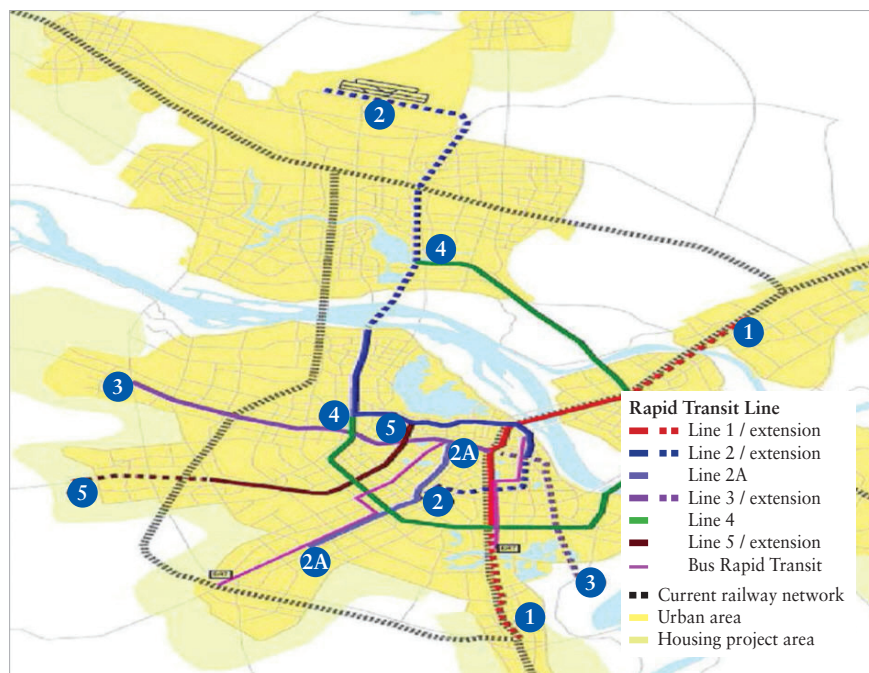 2
4
1
3
4
5
2A
5
2
2A
3
1
Rapid Transit Line
Line 1 / extension
Line 2 / extension
Line 2A
Line 3 / extension
Line 4
Line 5 / extension
Bus Rapid Transit
Current railway network
Urban area
Housing project area